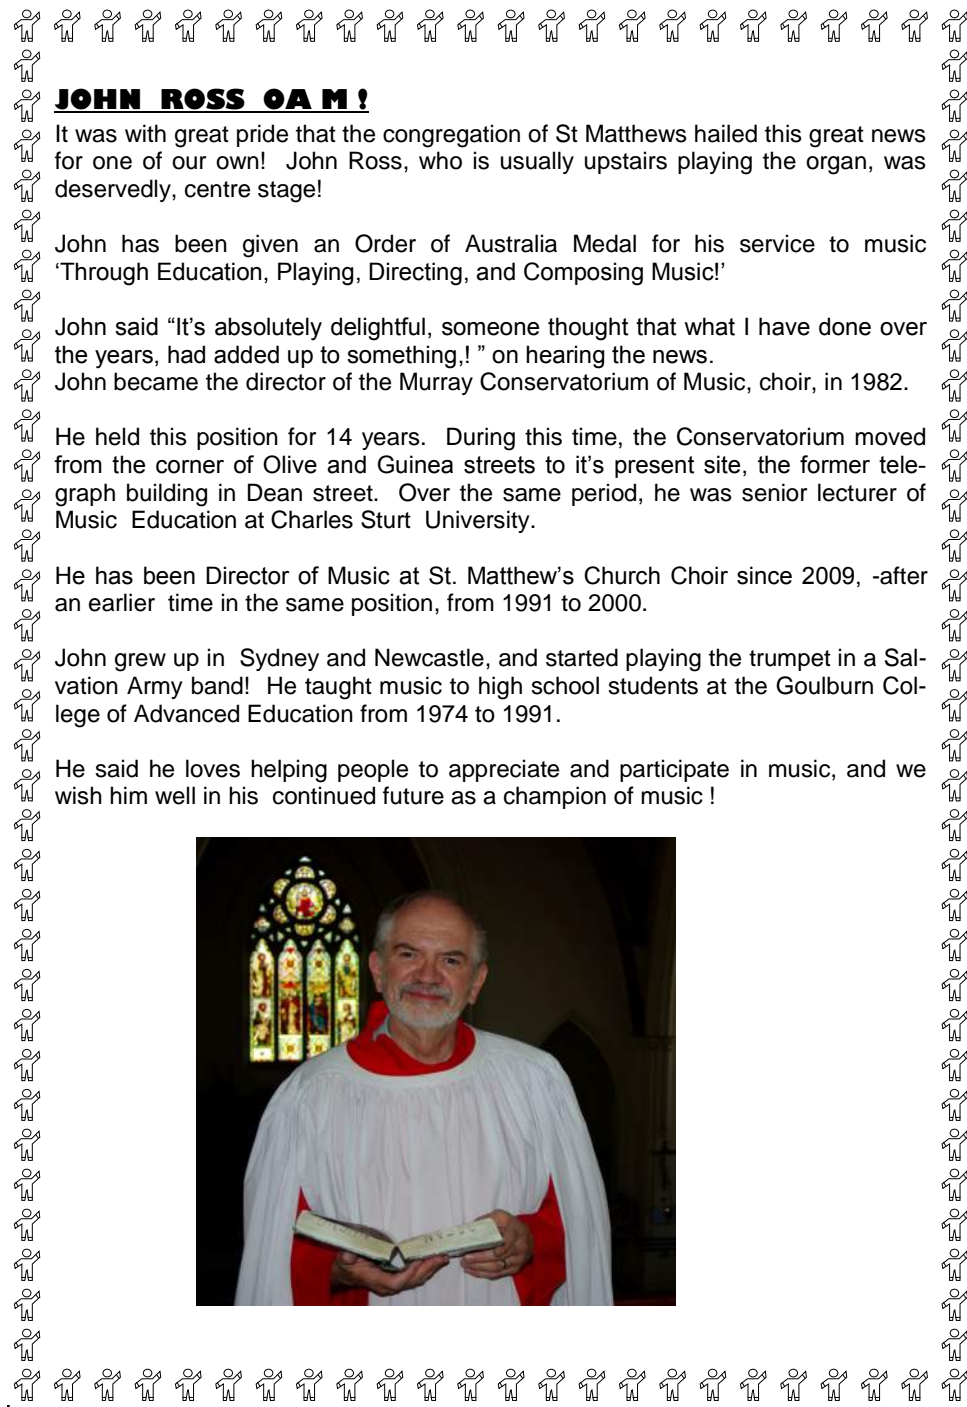 JOHN ROSS OA M !
It was with great pride that the congregation of St Matthews hailed this great news
for one of our own! John Ross, who is usually upstairs playing the organ, was
deservedly, centre stage!
John has been given an Order of Australia Medal for his service to music
‘Through Education, Playing, Directing, and Composing Music!’
John said “It’s absolutely delightful, someone thought that what I have done over
the years, had added up to something,! ” on hearing the news.
John became the director of the Murray Conservatorium of Music, choir, in 1982.
He held this position for 14 years. During this time, the Conservatorium moved
from the corner of Olive and Guinea streets to it’s present site, the former tele-
graph building in Dean street. Over the same period, he was senior lecturer of
Music Education at Charles Sturt University.
He has been Director of Music at St. Matthew’s Church Choir since 2009, -after
an earlier time in the same position, from 1991 to 2000.
John grew up in Sydney and Newcastle, and started playing the trumpet in a Sal-
vation Army band! He taught music to high school students at the Goulburn Col-
lege of Advanced Education from 1974 to 1991.
He said he loves helping people to appreciate and participate in music, and we
wish him well in his continued future as a champion of music !